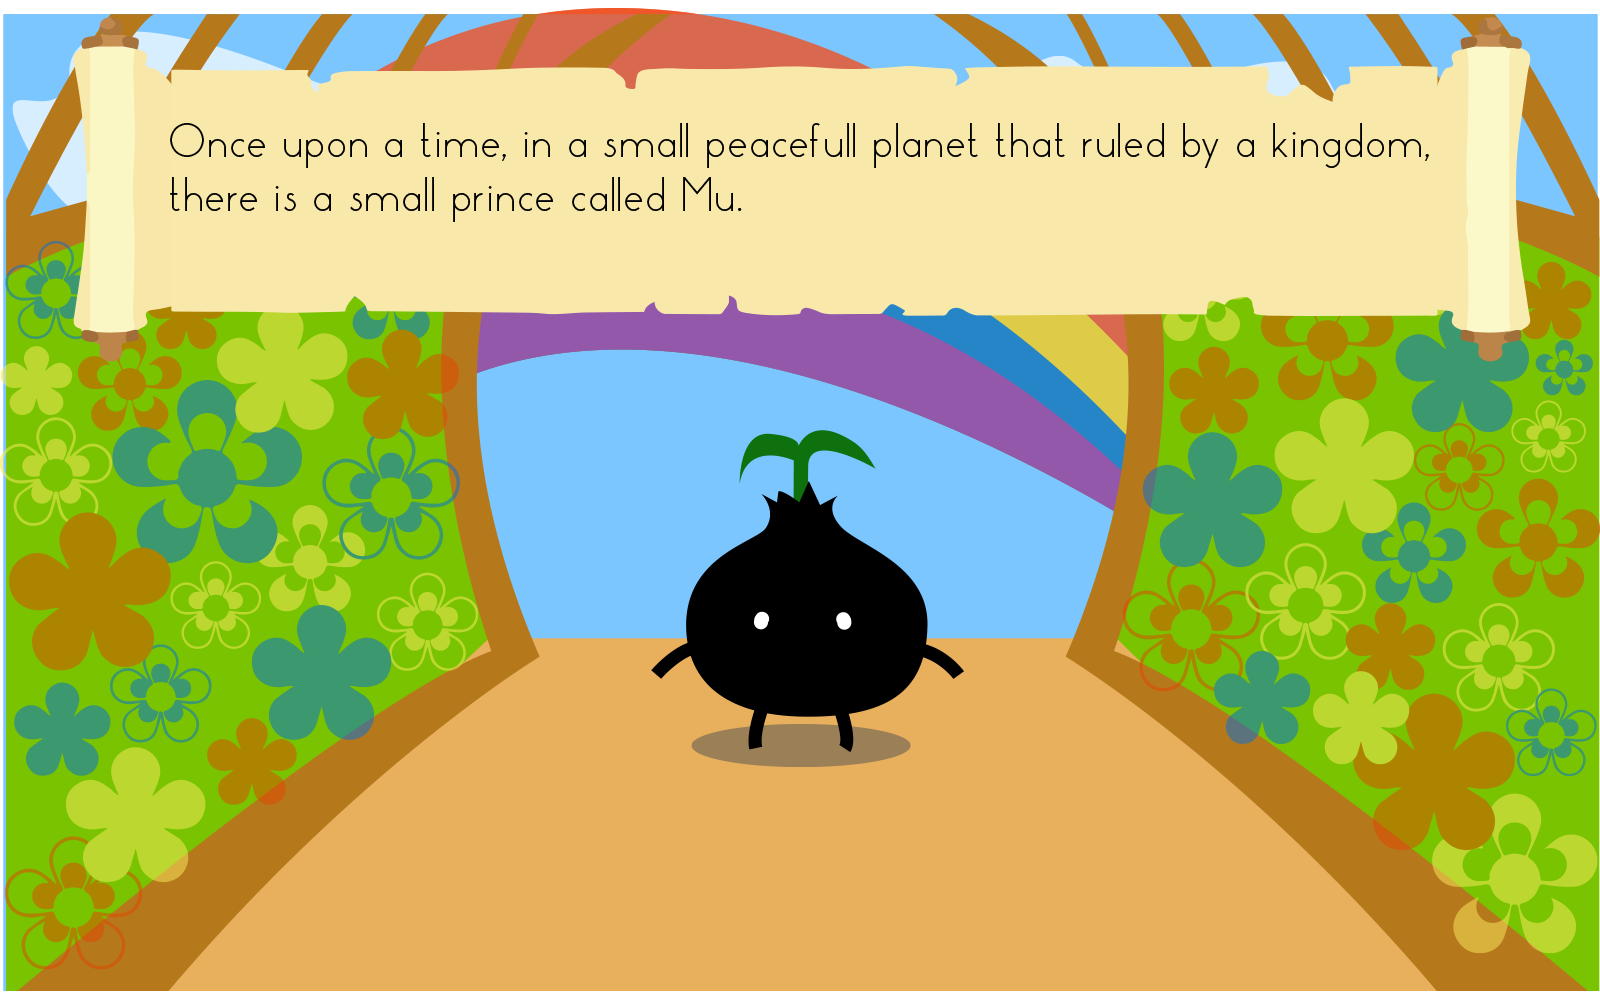 Once upon a time, in a small peacefull planet that ruled by a kingdom,
there is a small prince called Mu.